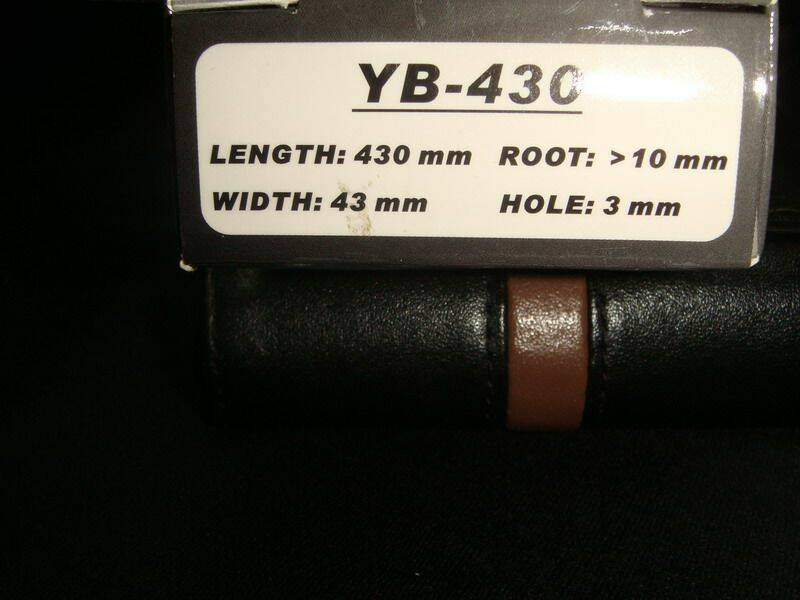 YB-430
LENGTH: 430 mm ROOT: >10 mm
WIDTH: 43 mm HOLE: 3 mm